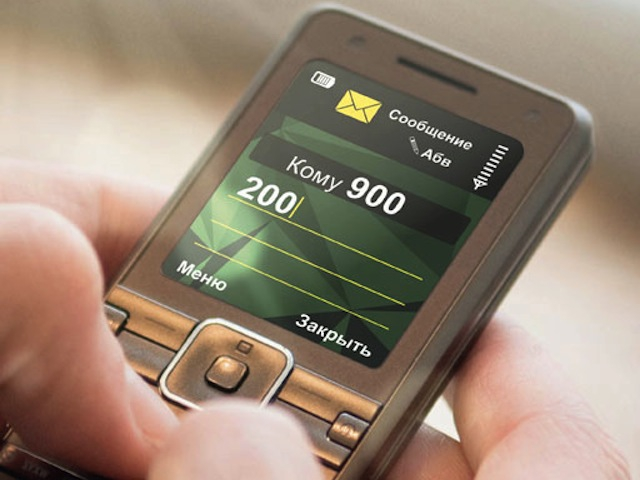 Сообщение
Абв
Кому 900
200
Меню
Закрыть